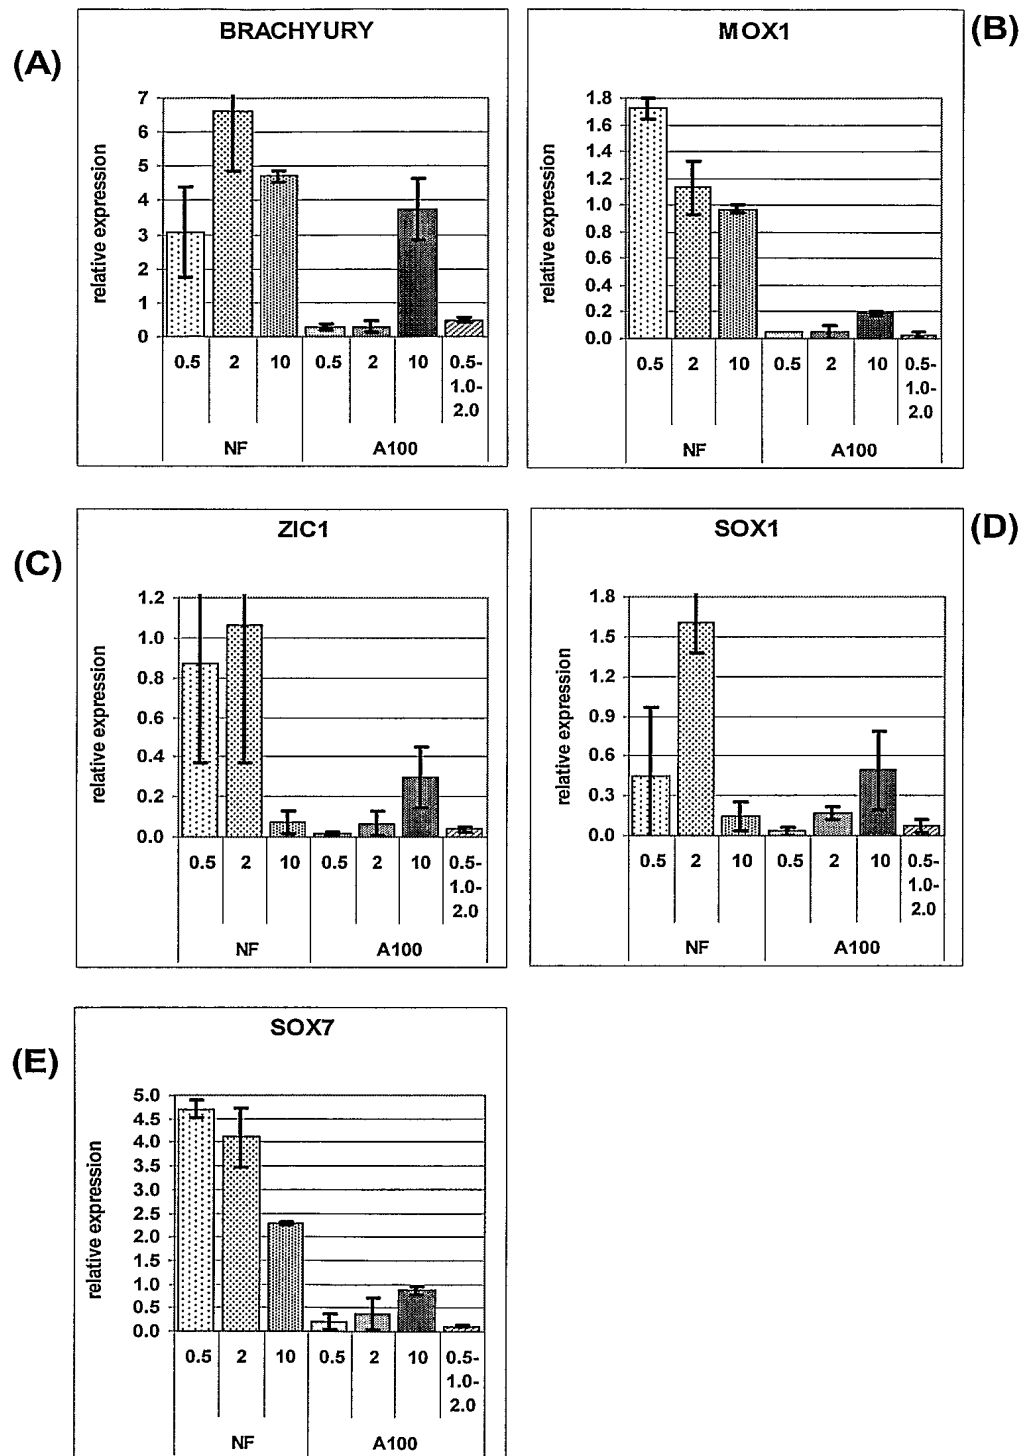 (A)
BRACHYURY
relative expression
7
6
5
4
3
2
1
0
0.5 2 10 0.5 2 10 0.5-
1.0-
2.0
NF A100
(B)
MOX1
relative expression
1.8
1.6
1.4
1.2
1.0
0.8
0.6
0.4
0.2
0.0
0.5 2 10 0.5 2 10 0.5-
1.0-
2.0
NF A100
(C)
ZIC1
relative expression
1.2
1.0
0.8
0.6
0.4
0.2
0.0
0.5 2 10 0.5 2 10 0.5-
1.0-
2.0
NF A100
(D)
SOX1
relative expression
1.8
1.5
1.2
0.9
0.6
0.3
0.0
0.5 2 10 0.5 2 10 0.5-
1.0-
2.0
NF A100
(E)
SOX7
relative expression
5.0
4.5
4.0
3.5
3.0
2.5
2.0
1.5
1.0
0.5
0.0
0.5 2 10 0.5 2 10 0.5-
1.0-
2.0
NF A100